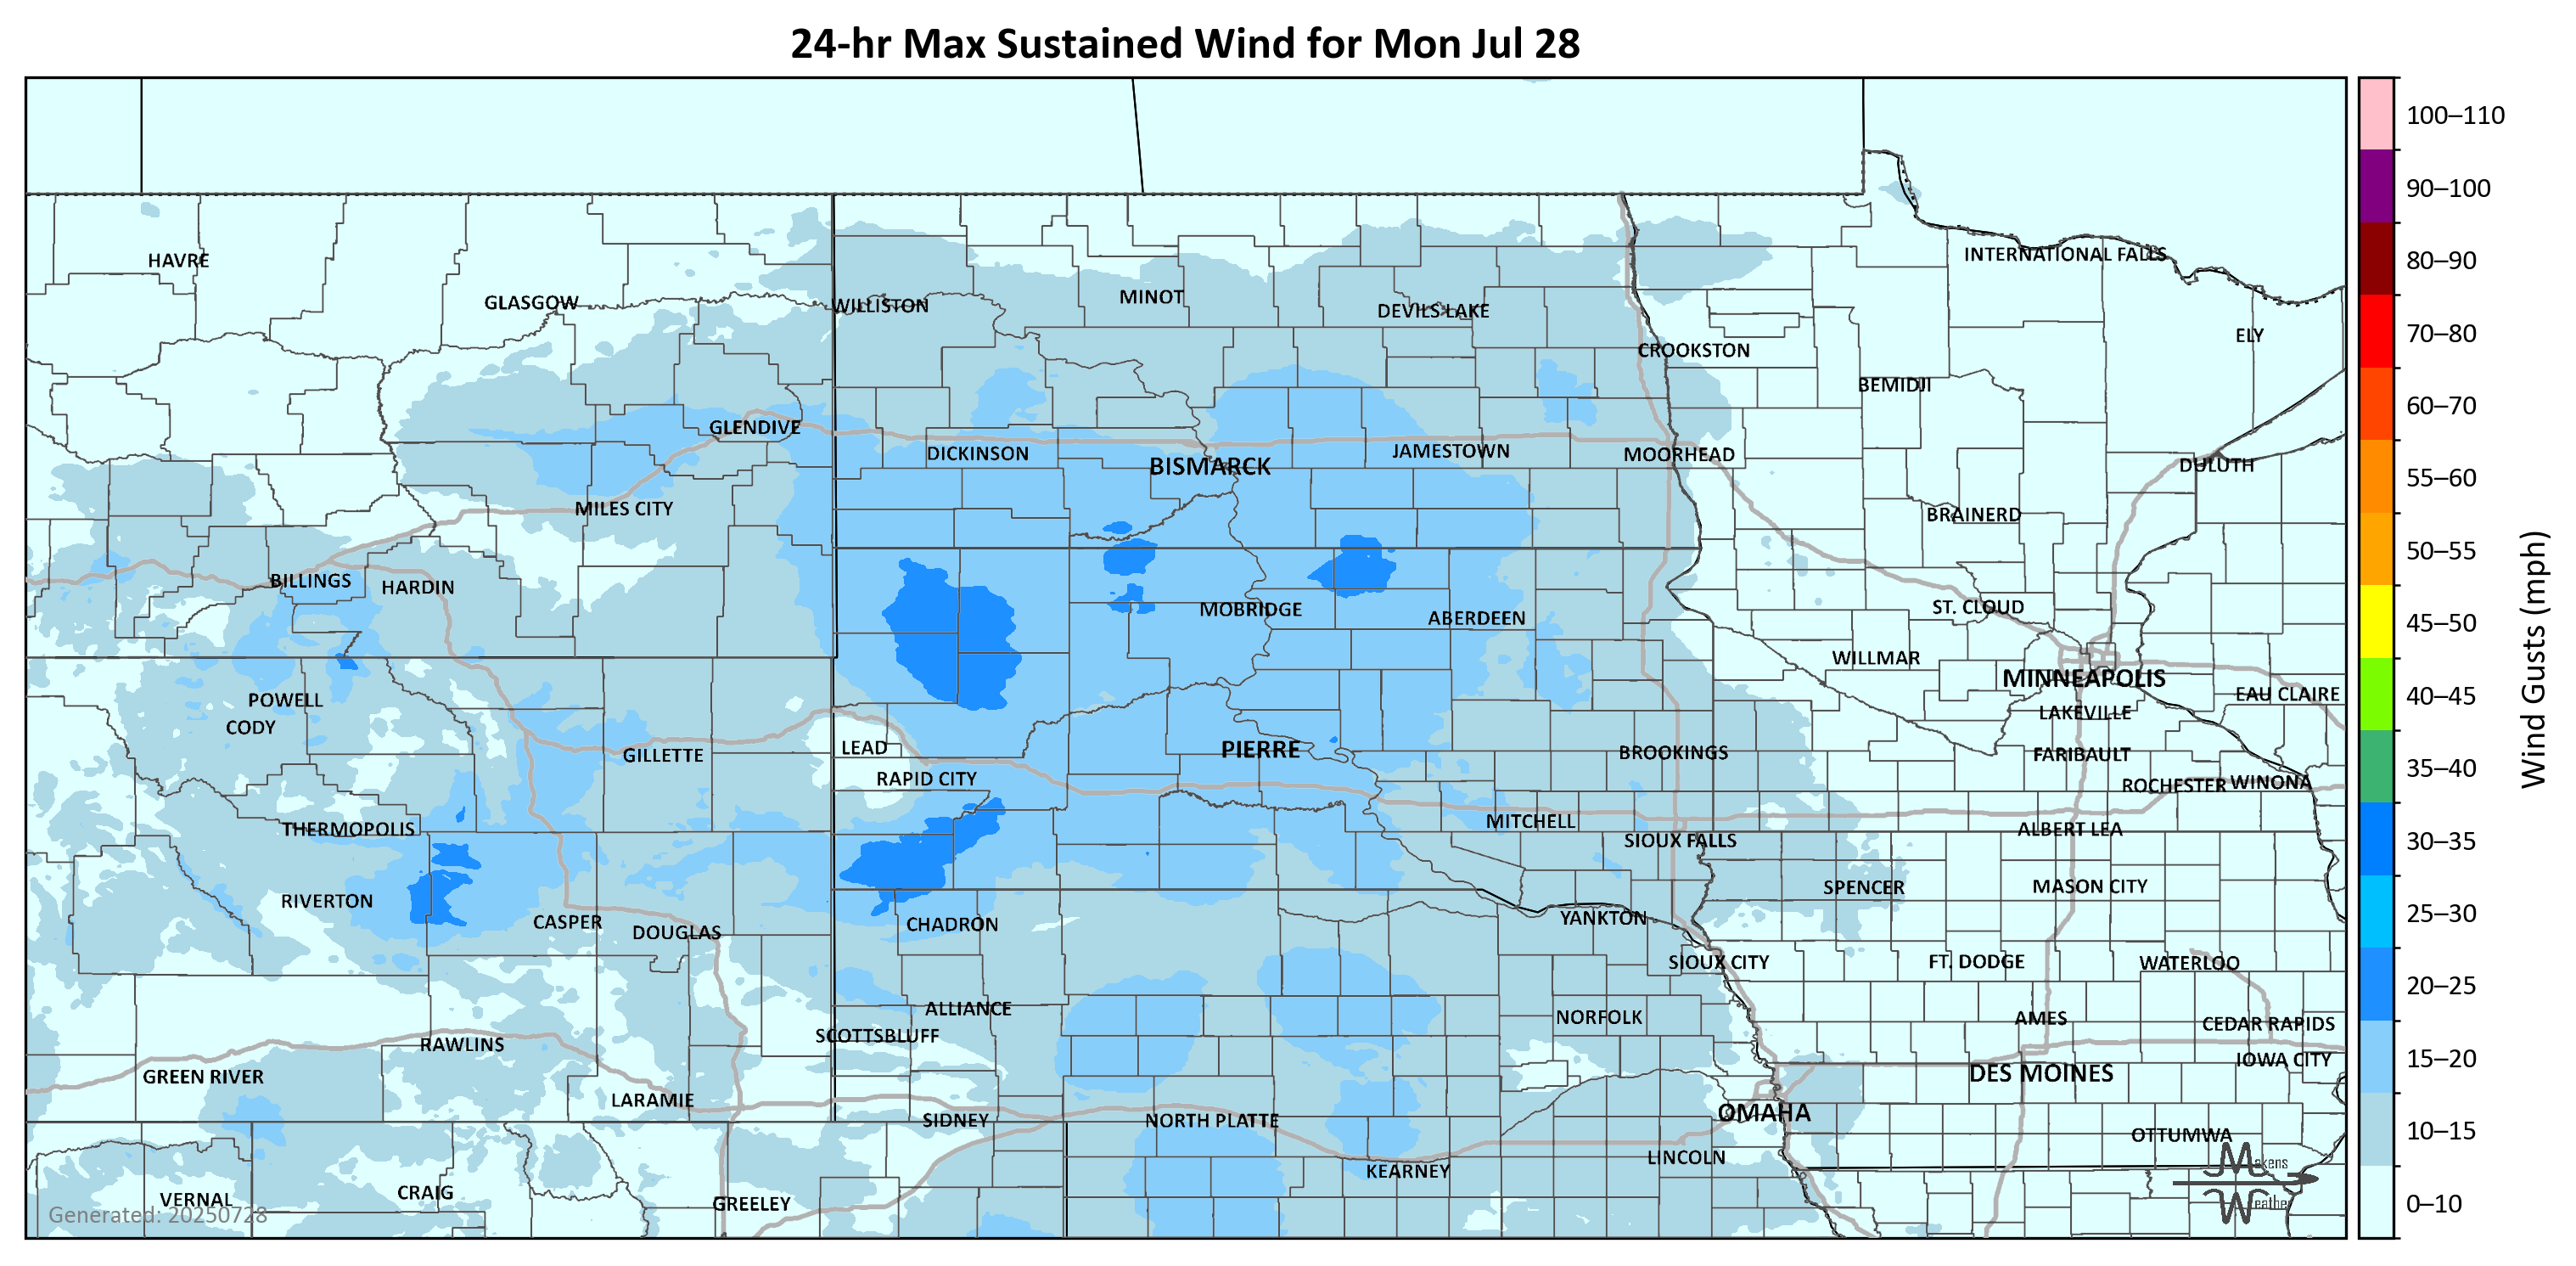 24-hr Max Sustained Wind for Mon Jul 28
100–110
90–100
80–90
70–80
60–70
55–60
50–55
45–50
40–45
35–40
30–35
25–30
20–25
15–20
10–15
0–10
Wind Gusts (mph)
HAVRE
INTERNATIONAL FALLS
GLASGOW
WILLISTON
MINOT
DEVILS LAKE
ELY
CROOKSTON
BEMIDJI
GLENDIVE
DICKINSON
BISMARCK
JAMESTOWN
MOORHEAD
DULUTH
MILES CITY
BRAINERD
BILLINGS
HARDIN
MOBRIDGE
ABERDEEN
ST. CLOUD
WILLMAR
MINNEAPOLIS
EAU CLAIRE
POWELL
CODY
LAKEVILLE
GILLETTE
LEAD
PIERRE
BROOKINGS
FARIBAULT
RAPID CITY
ROCHESTER
WINONA
THERMOPOLIS
MITCHELL
ALBERT LEA
SIOUX FALLS
RIVERTON
SPENCER
MASON CITY
CASPER
DOUGLAS
CHADRON
YANKTON
SIOUX CITY
FT. DODGE
WATERLOO
ALLIANCE
NORFOLK
AMES
CEDAR RAPIDS
SCOTTSBLUFF
RAWLINS
IOWA CITY
GREEN RIVER
DES MOINES
LARAMIE
OMAHA
SIDNEY
NORTH PLATTE
OTTUMWA
LINCOLN
KEARNEY
VERNAL
CRAIG
GREELEY
Makens
Weather
Generated: 20250728